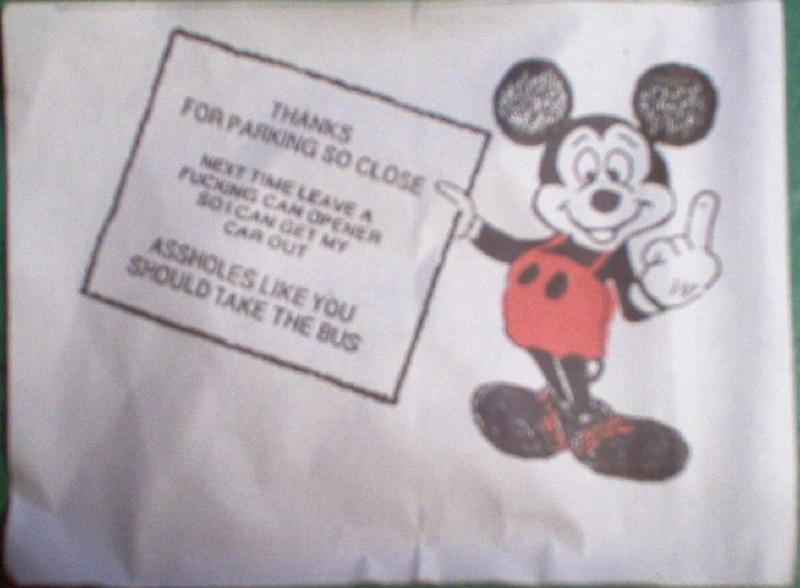 THANKS
FOR PARKING SO CLOSE
NEXT TIME LEAVE A
FUCKING CAN OPENER
SO I CAN GET MY
CAR OUT
ASSHOLES LIKE YOU
SHOULD TAKE THE BUS